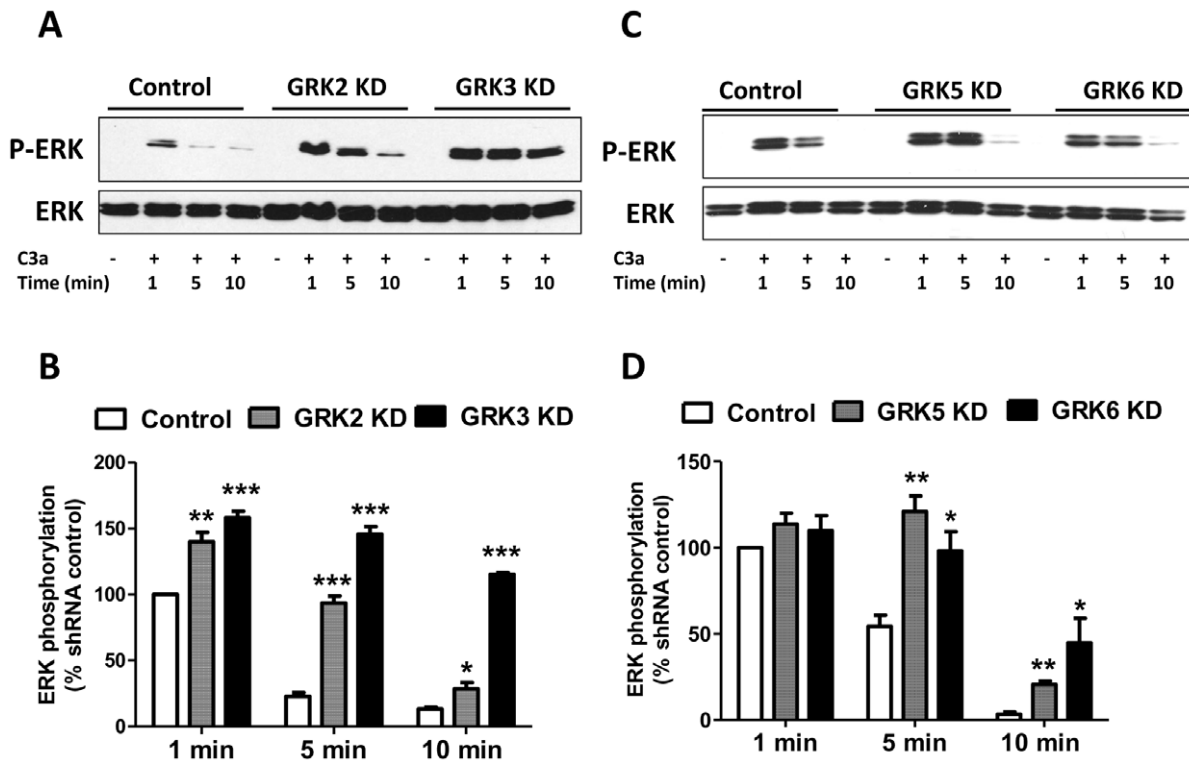 A
Control GRK2 KD GRK3 KD
P-ERK
ERK
C3a - + + + - + + + - + + +
Time (min) 1 5 10 1 5 10 1 5 10
C
Control GRK5 KD GRK6 KD
P-ERK
ERK
C3a - + + + - + + + - + + +
Time (min) 1 5 10 1 5 10 1 5 10
B
Control GRK2 KD GRK3 KD
ERK phosphorylation
(% shRNA control)
200
150
100
50
0
** ***
*** ***
* ***
1 min 5 min 10 min
D
Control GRK5 KD GRK6 KD
ERK phosphorylation
(% shRNA control)
150
100
50
0
** *
** *
1 min 5 min 10 min